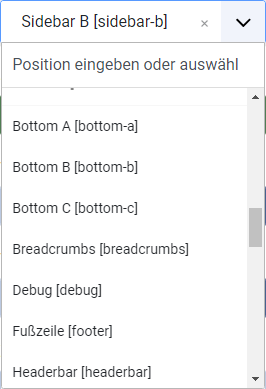 Sidebar B [sidebar-b] ×
Position eingeben oder auswähl
Bottom A [bottom-a]
Bottom B [bottom-b]
Bottom C [bottom-c]
Breadcrumbs [breadcrumbs]
Debug [debug]
Fußzeile [footer]
Headerbar [headerbar]